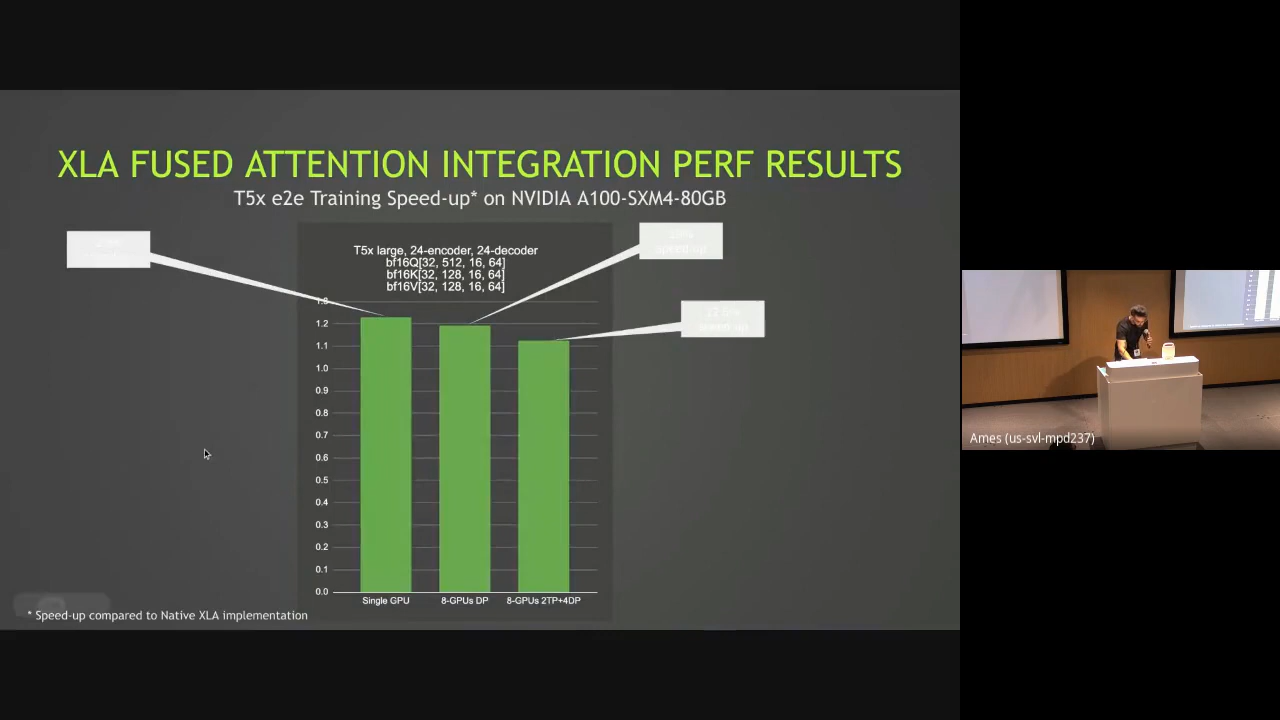 XLA FUSED ATTENTION INTEGRATION PERF RESULTS
T5x e2e Training Speed-up* on NVIDIA A100-SXM4-80GB
speed-up
T5x large, 24-encoder, 24-decoder
bf16Q[32, 512, 16, 64]
bf16K[32, 128, 16, 64]
bf16V[32, 128, 16, 64]
1.3
1.2
1.1
1.0
0.9
0.8
0.7
0.6
0.5
0.4
0.3
0.2
0.1
0.0
Single GPU
8-GPUs DP
8-GPUs 2TP+4DP
* Speed-up compared to Native XLA implementation
Ames (us-svl-mpd237)